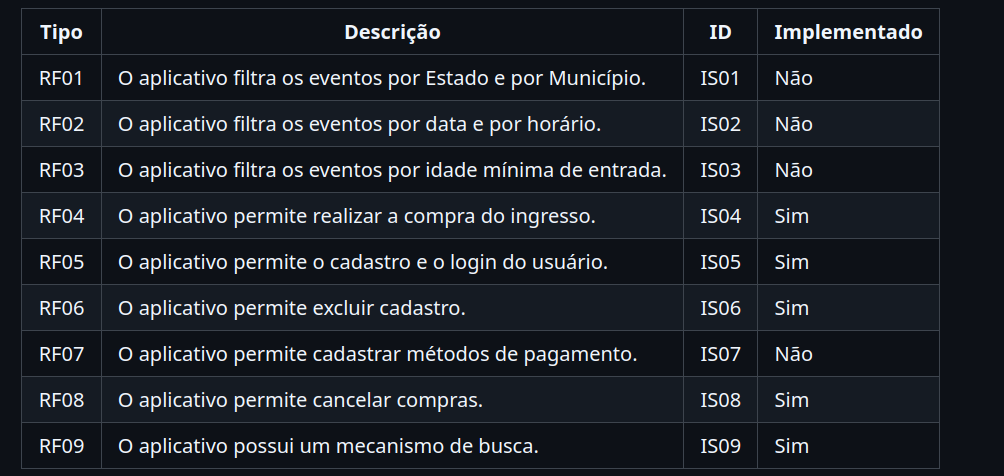 Tipo Descrição ID Implementado
RF01 O aplicativo filtra os eventos por Estado e por Município. IS01 Não
RF02 O aplicativo filtra os eventos por data e por horário. IS02 Não
RF03 O aplicativo filtra os eventos por idade mínima de entrada. IS03 Não
RF04 O aplicativo permite realizar a compra do ingresso. IS04 Sim
RF05 O aplicativo permite o cadastro e o login do usuário. IS05 Sim
RF06 O aplicativo permite excluir cadastro. IS06 Sim
RF07 O aplicativo permite cadastrar métodos de pagamento. IS07 Não
RF08 O aplicativo permite cancelar compras. IS08 Sim
RF09 O aplicativo possui um mecanismo de busca. IS09 Sim